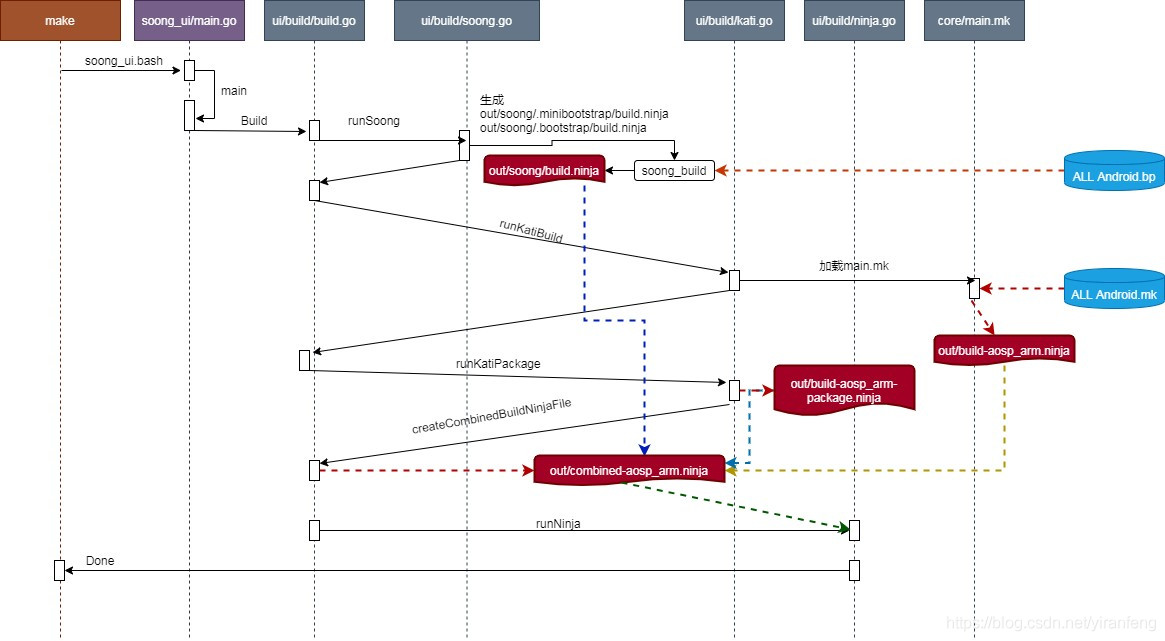 make
soong_ui/main.go
ui/build/build.go
ui/build/soong.go
ui/build/kati.go
ui/build/ninja.go
core/main.mk
soong_ui.bash
main
Build
runSoong
生成
out/soong/.minibootstrap/build.ninja
out/soong/.bootstrap/build.ninja
out/soong/build.ninja
soong_build
ALL Android.bp
runKatiBuild
加载main.mk
ALL Android.mk
out/build-aosp_arm.ninja
runKatiPackage
out/build-aosp_arm-
package.ninja
createCombinedBuildNinjaFile
out/combined-aosp_arm.ninja
runNinja
Done
https://blog.csdn.net/yiranfeng